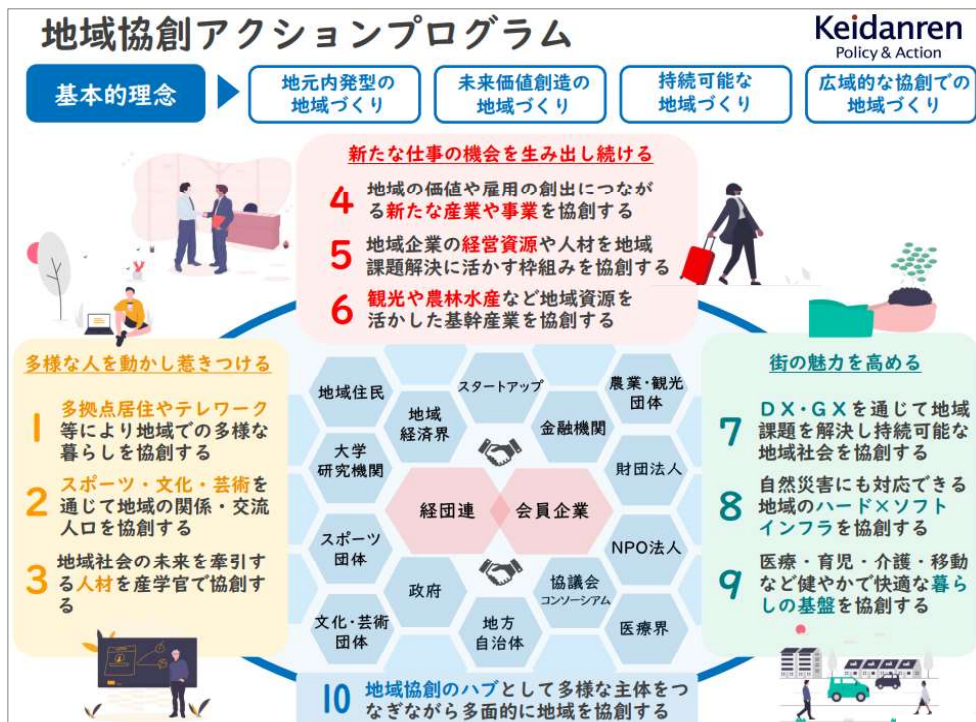 地域協創アクションプログラム
Keidanren
Policy & Action
基本的理念
地元内発型の
地域づくり
未来価値創造の
地域づくり
持続可能な
地域づくり
広域的な協創での
地域づくり
新たな仕事の機会を生み出し続ける
4 地域の価値や雇用の創出につなが
る新たな産業や事業を協創する
5 地域企業の経営資源や人材を地域
課題解決に活かす枠組みを協創する
6 観光や農林水産など地域資源を
活かした基幹産業を協創する
多様な人を動かし惹きつける
1 多拠点居住やテレワーク
等により地域での多様な
暮らしを協創する
2 スポーツ・文化・芸術を
通じて地域の関係・交流
人口を協創する
3 地域社会の未来を牽引す
る人材を産学官で協創す
る
地域住民
地域
経済界
スタートアップ
金融機関
農業・観光
団体
大学
研究機関
財団法人
経団連
会員企業
スポーツ
団体
NPO法人
政府
協議会
コンソーシアム
文化・芸術
団体
地方
自治体
医療界
街の魅力を高める
7 DX・GXを通じて地域
課題を解決し持続可能な
地域社会を協創する
8 自然災害にも対応できる
地域のハード×ソフト
インフラを協創する
9 医療・育児・介護・移動
など健やかで快適な暮ら
しの基盤を協創する
10 地域協創のハブとして多様な主体をつ
なぎながら多面的に地域を協創する